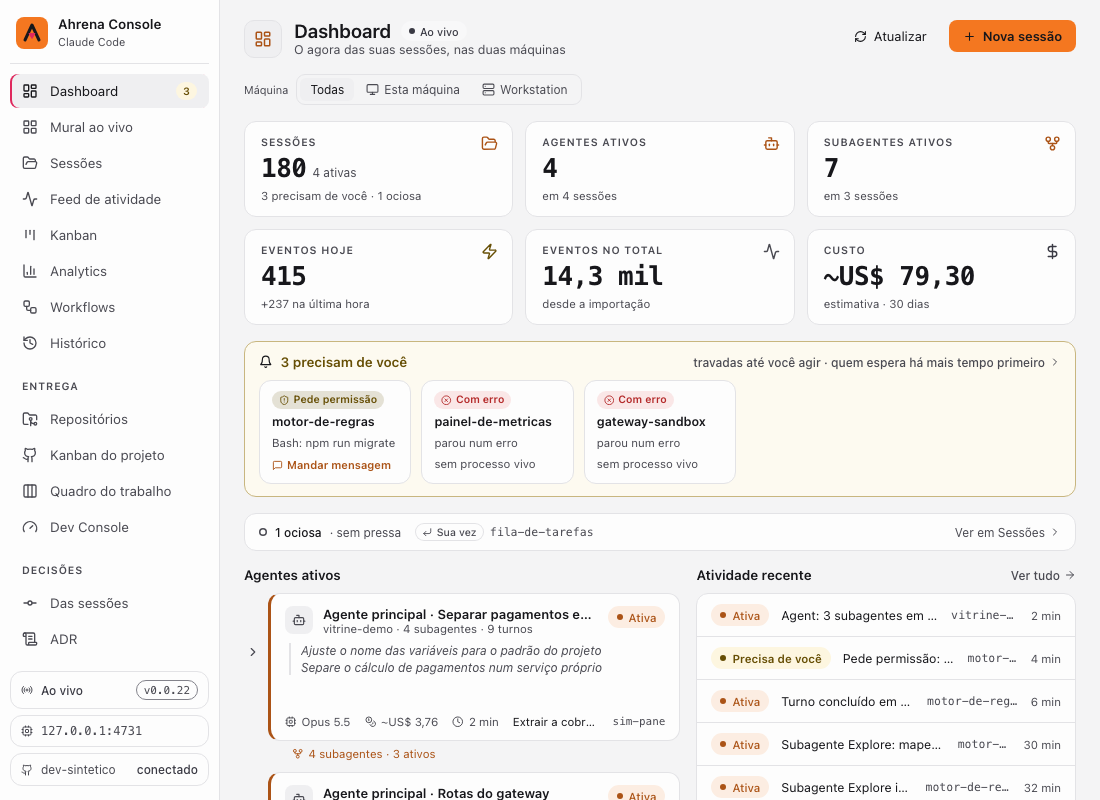 Ahrena Console
Claude Code
Dashboard 3
Mural ao vivo
Sessões
Feed de atividade
Kanban
Analytics
Workflows
Histórico
ENTREGA
Repositórios
Kanban do projeto
Quadro do trabalho
Dev Console
DECISÕES
Das sessões
ADR
Ao vivo v0.0.22
127.0.0.1:4731
dev-sintetico conectado
Dashboard Ao vivo
O agora das suas sessões, nas duas máquinas
Atualizar
Nova sessão
Máquina Todas Esta máquina Workstation
SESSÕES
180 4 ativas
3 precisam de você · 1 ociosa
AGENTES ATIVOS
4
em 4 sessões
SUBAGENTES ATIVOS
7
em 3 sessões
EVENTOS HOJE
415
+237 na última hora
EVENTOS NO TOTAL
14,3 mil
desde a importação
CUSTO
~US$ 79,30
estimativa · 30 dias
3 precisam de você
travadas até você agir · quem espera há mais tempo primeiro
Pede permissão
motor-de-regras
Bash: npm run migrate
Mandar mensagem
Com erro
painel-de-metricas
parou num erro
sem processo vivo
Com erro
gateway-sandbox
parou num erro
sem processo vivo
1 ociosa · sem pressa Sua vez fila-de-tarefas Ver em Sessões
Agentes ativos
Agente principal · Separar pagamentos e... Ativa
vitrine-demo · 4 subagentes · 9 turnos
Ajuste o nome das variáveis para o padrão do projeto
Separe o cálculo de pagamentos num serviço próprio
Opus 5.5 ~US$ 3,76 2 min Extrair a cobr... sim-pane
4 subagentes · 3 ativos
Agente principal · Rotas do gateway Ativa
Atividade recente Ver tudo
Ativa Agent: 3 subagentes em ... vitrine-... 2 min
Precisa de você Pede permissão: ... motor-... 4 min
Ativa Turno concluído em ... motor-de-reg... 6 min
Ativa Subagente Explore: mape... motor-... 30 min
Ativa Subagente Explore i... motor-de-re... 32 min